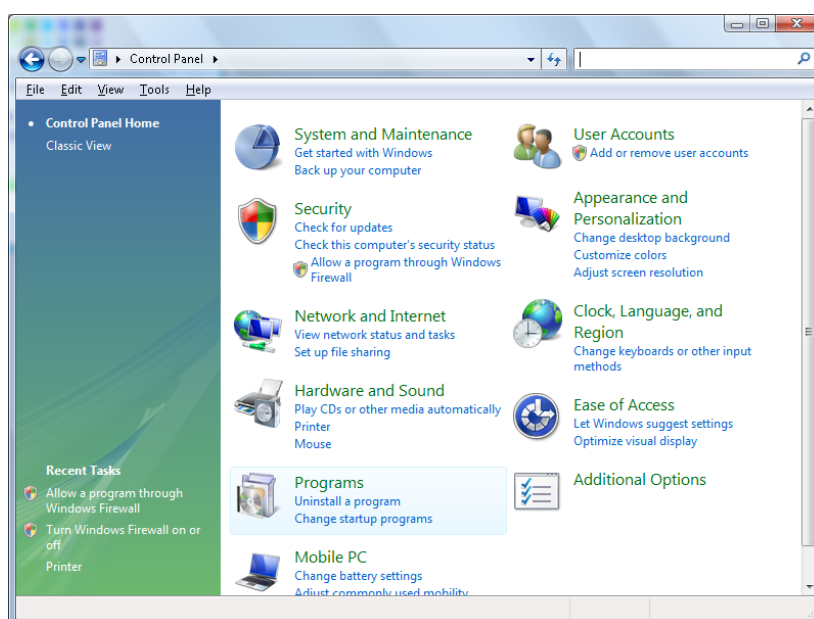 Control Panel
File Edit View Tools Help
Control Panel Home
Classic View
Recent Tasks
Allow a program through
Windows Firewall
Turn Windows Firewall on or
off
Printer
System and Maintenance
Get started with Windows
Back up your computer
Security
Check for updates
Check this computer's security status
Allow a program through Windows
Firewall
Network and Internet
View network status and tasks
Set up file sharing
Hardware and Sound
Play CDs or other media automatically
Printer
Mouse
Programs
Uninstall a program
Change startup programs
Mobile PC
Change battery settings
Adjust commonly used mobility
User Accounts
Add or remove user accounts
Appearance and
Personalization
Change desktop background
Customize colors
Adjust screen resolution
Clock, Language, and
Region
Change keyboards or other input
methods
Ease of Access
Let Windows suggest settings
Optimize visual display
Additional Options